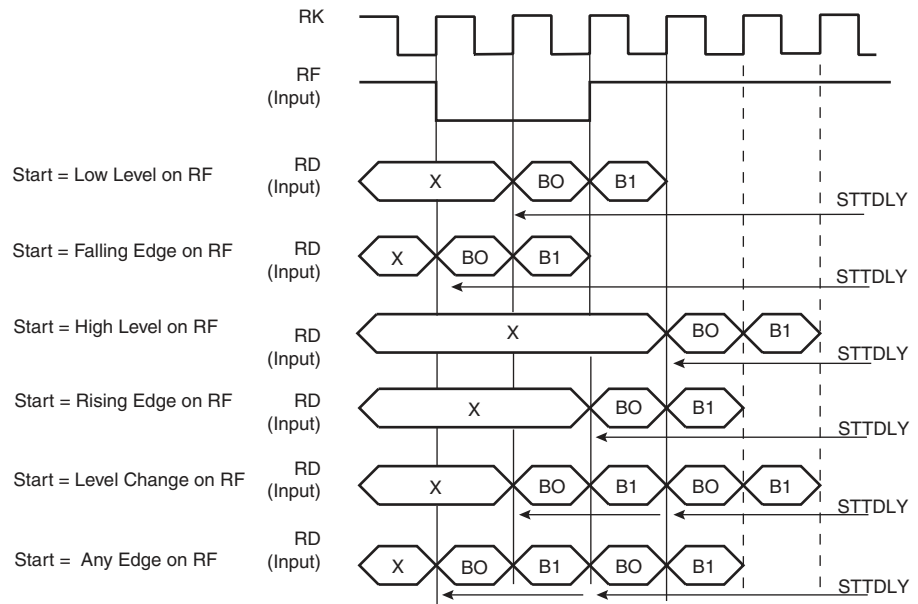 RK
RF
(Input)
Start = Low Level on RF
RD
(Input)
X
BO
B1
STTDLY
Start = Falling Edge on RF
RD
(Input)
X
BO
B1
STTDLY
Start = High Level on RF
RD
(Input)
X
BO
B1
STTDLY
Start = Rising Edge on RF
RD
(Input)
X
BO
B1
STTDLY
Start = Level Change on RF
RD
(Input)
X
BO
B1
BO
B1
STTDLY
Start = Any Edge on RF
RD
(Input)
X
BO
B1
BO
B1
STTDLY